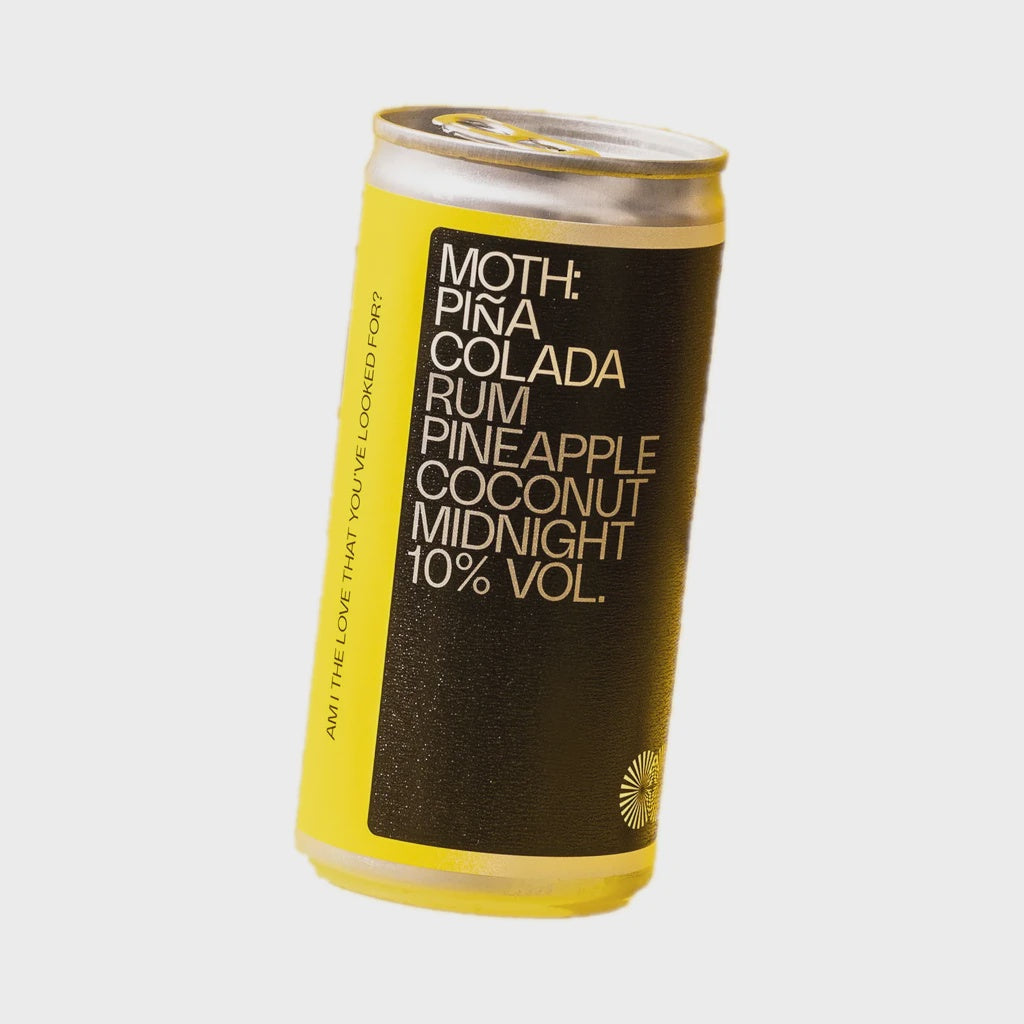 MOTH:
PIÑA
COLADA
RUM
PINEAPPLE
COCONUT
MIDNIGHT
10% VOL.
AM I THE LOVE THAT YOU'VE LOOKED FOR?